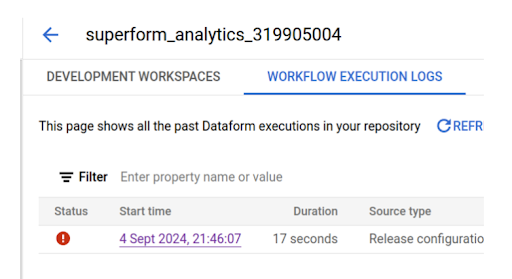 superform_analytics_319905004
DEVELOPMENT WORKSPACES WORKFLOW EXECUTION LOGS
This page shows all the past Dataform executions in your repository REFR
Filter Enter property name or value
Status Start time Duration Source type
4 Sept 2024, 21:46:07 17 seconds Release configuratio